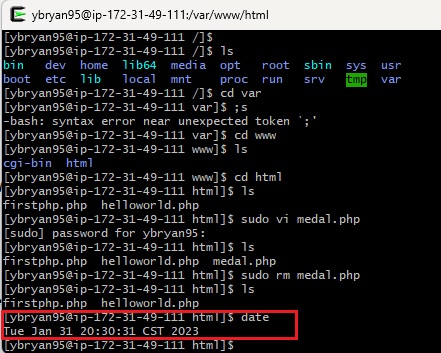 ybryan95@ip-172-31-49-111:/var/www/html
[ybryan95@ip-172-31-49-111 /]$
[ybryan95@ip-172-31-49-111 /]$ ls
bin dev home lib64 media opt root sbin sys usr
boot etc lib local mnt proc run srv tmp var
[ybryan95@ip-172-31-49-111 /]$ cd var
[ybryan95@ip-172-31-49-111 var]$ ;s
-bash: syntax error near unexpected token `;'
[ybryan95@ip-172-31-49-111 var]$ cd www
[ybryan95@ip-172-31-49-111 www]$ ls
cgi-bin html
[ybryan95@ip-172-31-49-111 www]$ cd html
[ybryan95@ip-172-31-49-111 html]$ ls
firstphp.php helloworld.php
[ybryan95@ip-172-31-49-111 html]$ sudo vi medal.php
[sudo] password for ybryan95:
[ybryan95@ip-172-31-49-111 html]$ ls
firstphp.php helloworld.php medal.php
[ybryan95@ip-172-31-49-111 html]$ sudo rm medal.php
[ybryan95@ip-172-31-49-111 html]$ ls
firstphp.php helloworld.php
[ybryan95@ip-172-31-49-111 html]$ date
Tue Jan 31 20:30:31 CST 2023
[ybryan95@ip-172-31-49-111 html]$